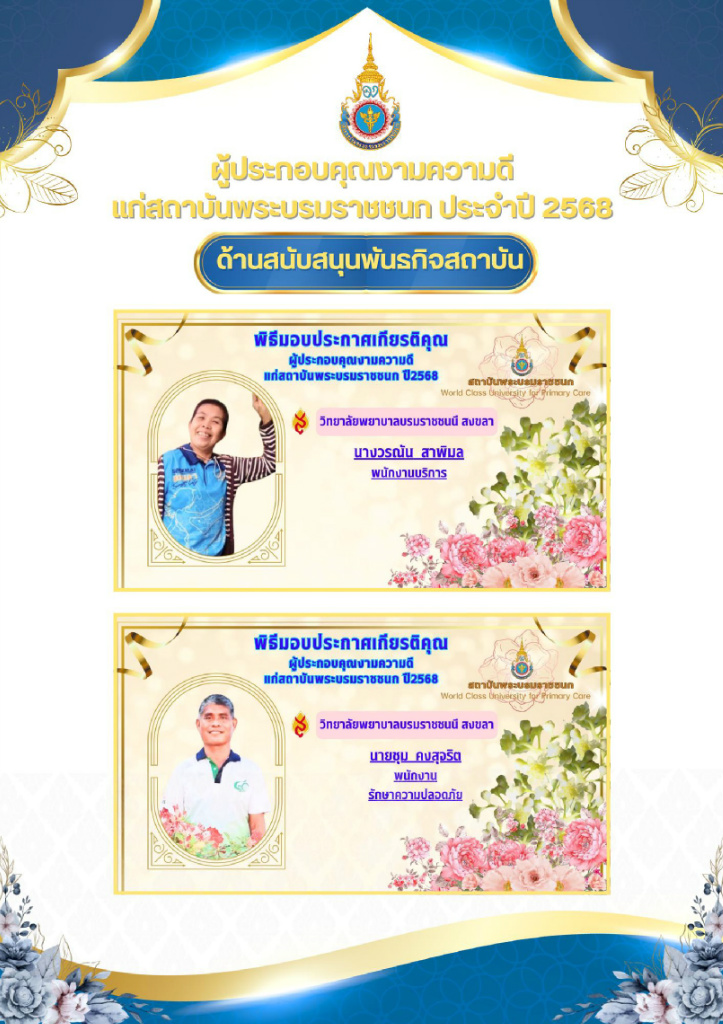 ผู้ประกอบคุณงามความดี
แก่สถาบันพระบรมราชชนก ประจำปี 2568
ด้านสนับสนุนพันธกิจสถาบัน
พิธีมอบประกาศเกียรติคุณ
ผู้ประกอบคุณงามความดี
แก่สถาบันพระบรมราชชนก ปี2568
สถาบันพระบรมราชชนก
World Class University for Primary Care
วิทยาลัยพยาบาลบรมราชชนนี สงขลา
นางวรณัน สาพิมล
พนักงานบริการ
พิธีมอบประกาศเกียรติคุณ
ผู้ประกอบคุณงามความดี
แก่สถาบันพระบรมราชชนก ปี2568
สถาบันพระบรมราชชนก
World Class University for Primary Care
วิทยาลัยพยาบาลบรมราชชนนี สงขลา
นายชุม คงสุจริต
พนักงาน
รักษาความปลอดภัย